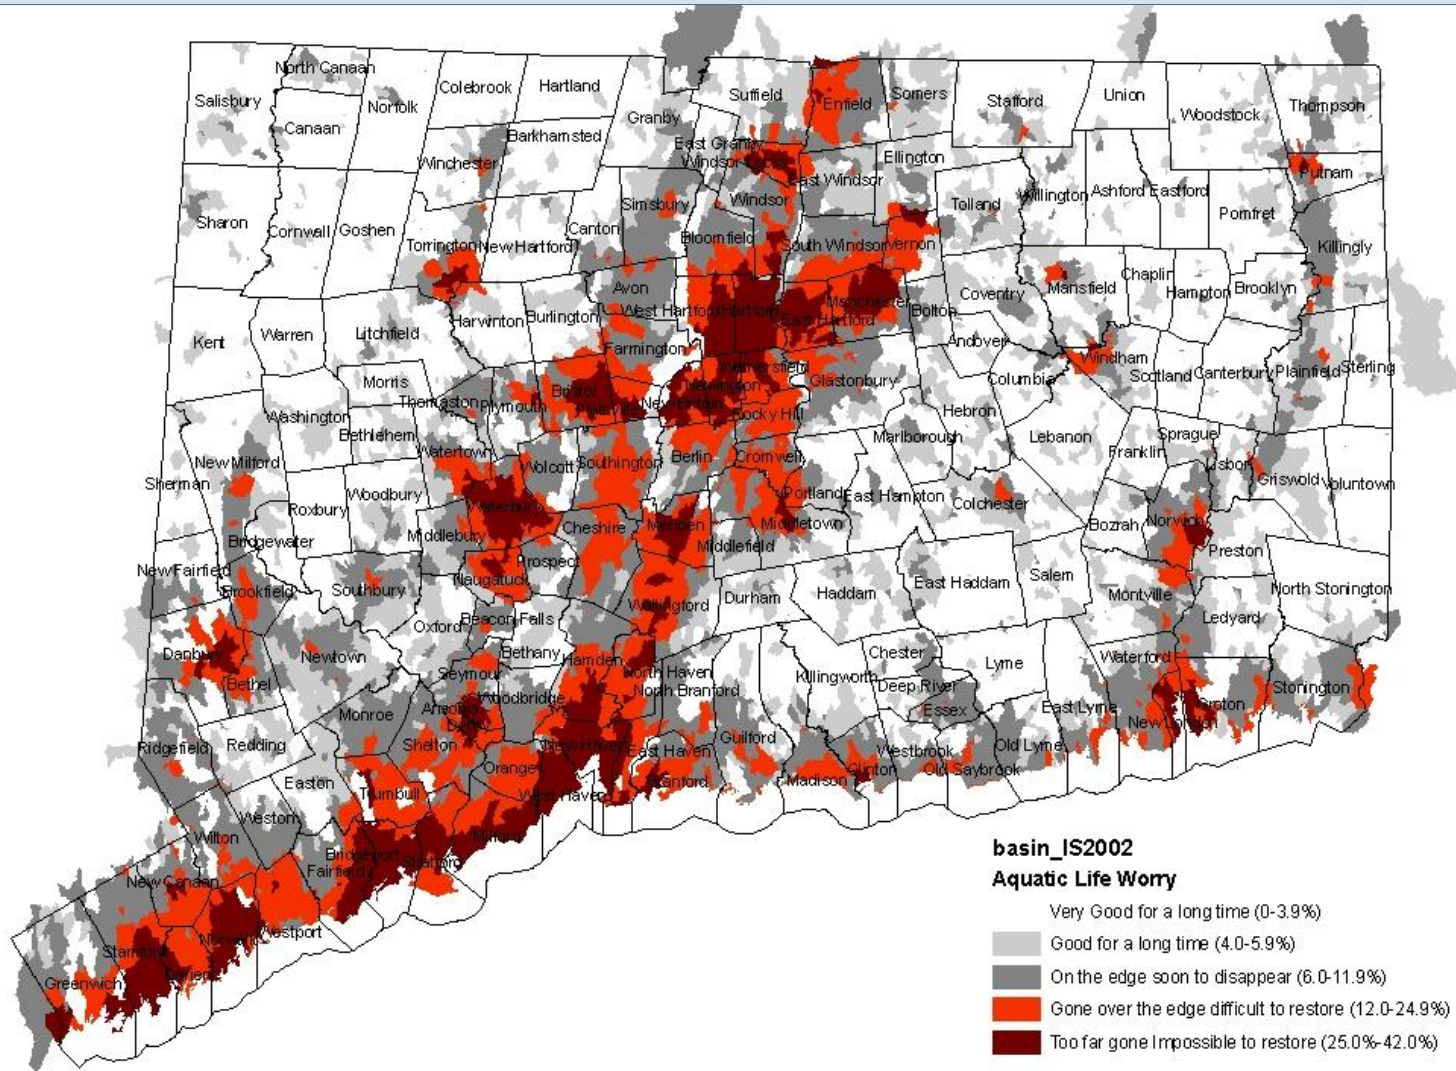 North Canaan
Salisbury
Canaan
Norfolk
Colebrook
Hartland
Granby
Suffield
Enfield
Somers
Stafford
Union
Woodstock
Thompson
Winchester
Barkhamsted
East Granby
Windsor
East Windsor
Ellington
Tolland
Willington
Ashford
Eastford
Pomfret
Putnam
Sharon
Cornwall
Goshen
Torrington
New Hartford
Canton
Simsbury
Bloomfield
Windsor
South Windsor
Vernon
Killingly
Kent
Warren
Litchfield
Harwinton
Burlington
Avon
West Hartford
Hartford
East Hartford
Manchester
Bolton
Coventry
Mansfield
Chaplin
Hampton
Brooklyn
Andover
Columbia
Windham
Scotland
Canterbury
Plainfield
Sterling
Morris
Thomaston
Plymouth
Bristol
Farmington
New Britain
Rocky Hill
Glastonbury
Hebron
Washington
Bethlehem
Watertown
Wolcott
Southington
Berlin
Cromwell
Marlborough
Lebanon
Franklin
Sprague
Lisbon
Griswold
Voluntown
New Milford
Sherman
Roxbury
Woodbury
Waterbury
Cheshire
Meriden
Middletown
Portland
East Hampton
Colchester
Bozrah
Norwich
Preston
Bridgewater
Middlebury
Prospect
Naugatuck
Middlefield
New Fairfield
Brookfield
Southbury
Oxford
Beacon Falls
Wallingford
Durham
Haddam
East Haddam
Salem
Montville
Ledyard
North Stonington
Danbury
Bethel
Newtown
Seymour
Bethany
Woodbridge
Hamden
North Haven
North Branford
Killingworth
Chester
Deep River
Essex
Lyme
East Lyme
Waterford
New London
Groton
Stonington
Ridgefield
Redding
Monroe
Shelton
Ansonia
Derby
Orange
New Haven
East Haven
Guilford
Madison
Clinton
Westbrook
Old Saybrook
Old Lyme
Easton
Trumbull
West Haven
Branford
Wilton
Weston
Bridgeport
Fairfield
Stratford
Milford
New Canaan
Norwalk
Westport
Stamford
Darien
Greenwich
basin_IS2002
Aquatic Life Worry
Very Good for a long time (0-3.9%)
Good for a long time (4.0-5.9%)
On the edge soon to disappear (6.0-11.9%)
Gone over the edge difficult to restore (12.0-24.9%)
Too far gone Impossible to restore (25.0%-42.0%)